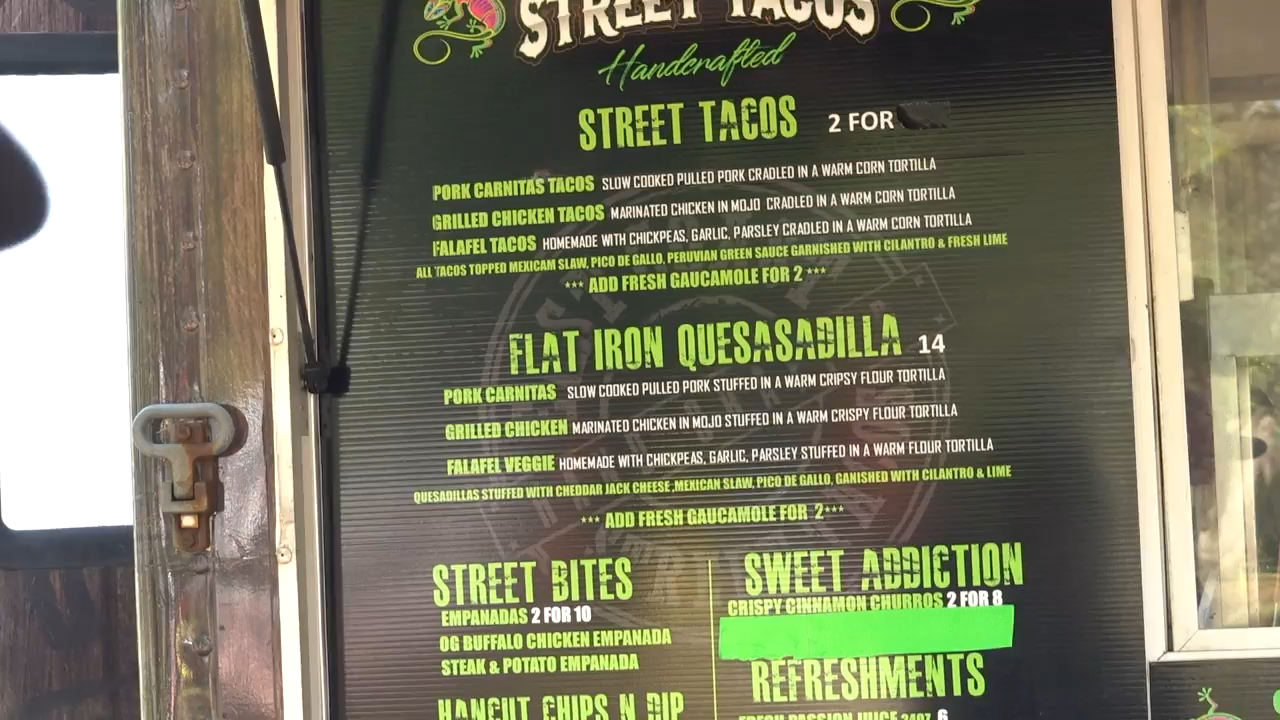 STREET TACOS
Handcrafted
STREET TACOS 2 FOR
PORK CARNITAS TACOS SLOW COOKED PULLED PORK CRADLED IN A WARM CORN TORTILLA
GRILLED CHICKEN TACOS MARINATED CHICKEN IN MOJO CRADLED IN A WARM CORN TORTILLA
FALAFEL TACOS HOMEMADE WITH CHICKPEAS, GARLIC, PARSLEY CRADLED IN A WARM CORN TORTILLA
ALL TACOS TOPPED MEXICAM SLAW, PICO DE GALLO, PERUVIAN GREEN SAUCE GARNISHED WITH CILANTRO & FRESH LIME
*** ADD FRESH GAUCAMOLE FOR 2 ***
FLAT IRON QUESASADILLA 14
PORK CARNITAS SLOW COOKED PULLED PORK STUFFED IN A WARM CRIPSY FLOUR TORTILLA
GRILLED CHICKEN MARINATED CHICKEN IN MOJO STUFFED IN A WARM CRISPY FLOUR TORTILLA
FALAFEL VEGGIE HOMEMADE WITH CHICKPEAS, GARLIC, PARSLEY STUFFED IN A WARM FLOUR TORTILLA
QUESADILLAS STUFFED WITH CHEDDAR JACK CHEESE ,MEXICAN SLAW, PICO DE GALLO, GANISHED WITH CILANTRO & LIME
*** ADD FRESH GAUCAMOLE FOR 2***
STREET BITES
EMPANADAS 2 FOR 10
OG BUFFALO CHICKEN EMPANADA
STEAK & POTATO EMPANADA
HANCUT CHIPS N DIP
SWEET ADDICTION
CRISPY CINNAMON CHURROS 2 FOR 8
REFRESHMENTS
FRESH PASSION JUICE 24OZ 6